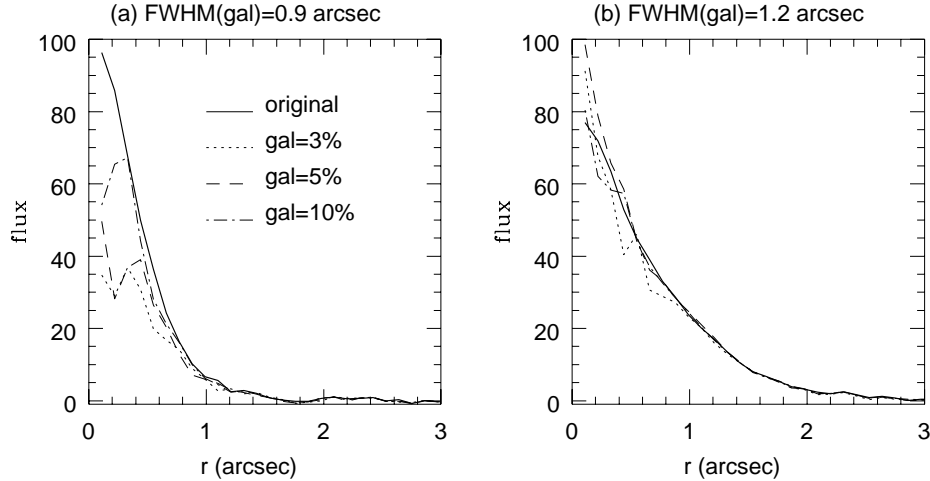 (a) FWHM(gal)=0.9 arcsec
100
80
60
40
20
0
flux
original
gal=3%
gal=5%
gal=10%
0
1
2
3
r (arcsec)
(b) FWHM(gal)=1.2 arcsec
100
80
60
40
20
0
flux
0
1
2
3
r (arcsec)